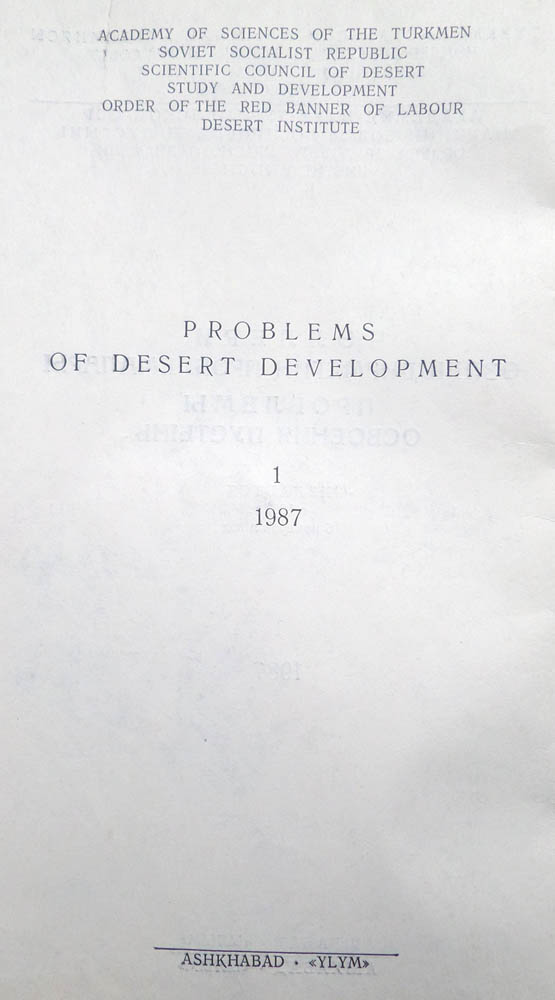 ACADEMY OF SCIENCES OF THE TURKMEN
SOVIET SOCIALIST REPUBLIC
SCIENTIFIC COUNCIL OF DESERT
STUDY AND DEVELOPMENT
ORDER OF THE RED BANNER OF LABOUR
DESERT INSTITUTE
PROBLEMS
OF DESERT DEVELOPMENT
1
1987
ASHKHABAD · «YLYM»